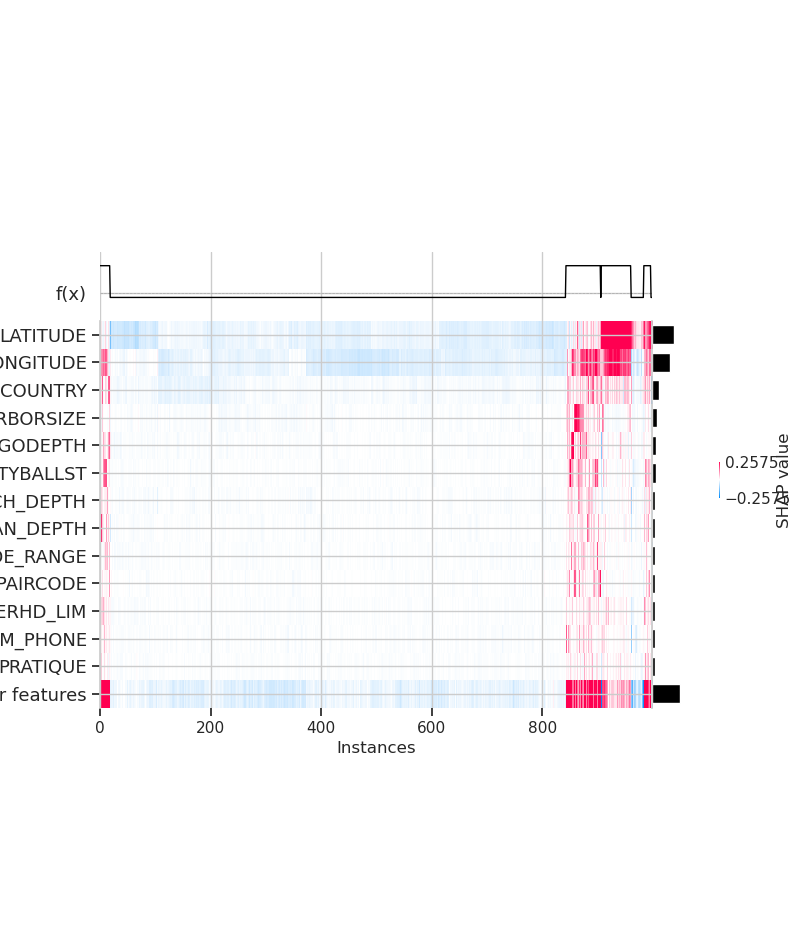 f(x)
LATITUDE
ONGITUDE
COUNTRY
RBORSIZE
GODEPTH
TYBALLST
CH_DEPTH
AN_DEPTH
DE_RANGE
PAIRCODE
ERHD_LIM
M_PHONE
PRATIQUE
r features
0
200
400
600
800
Instances
0.2575
−0.2575
SHAP value